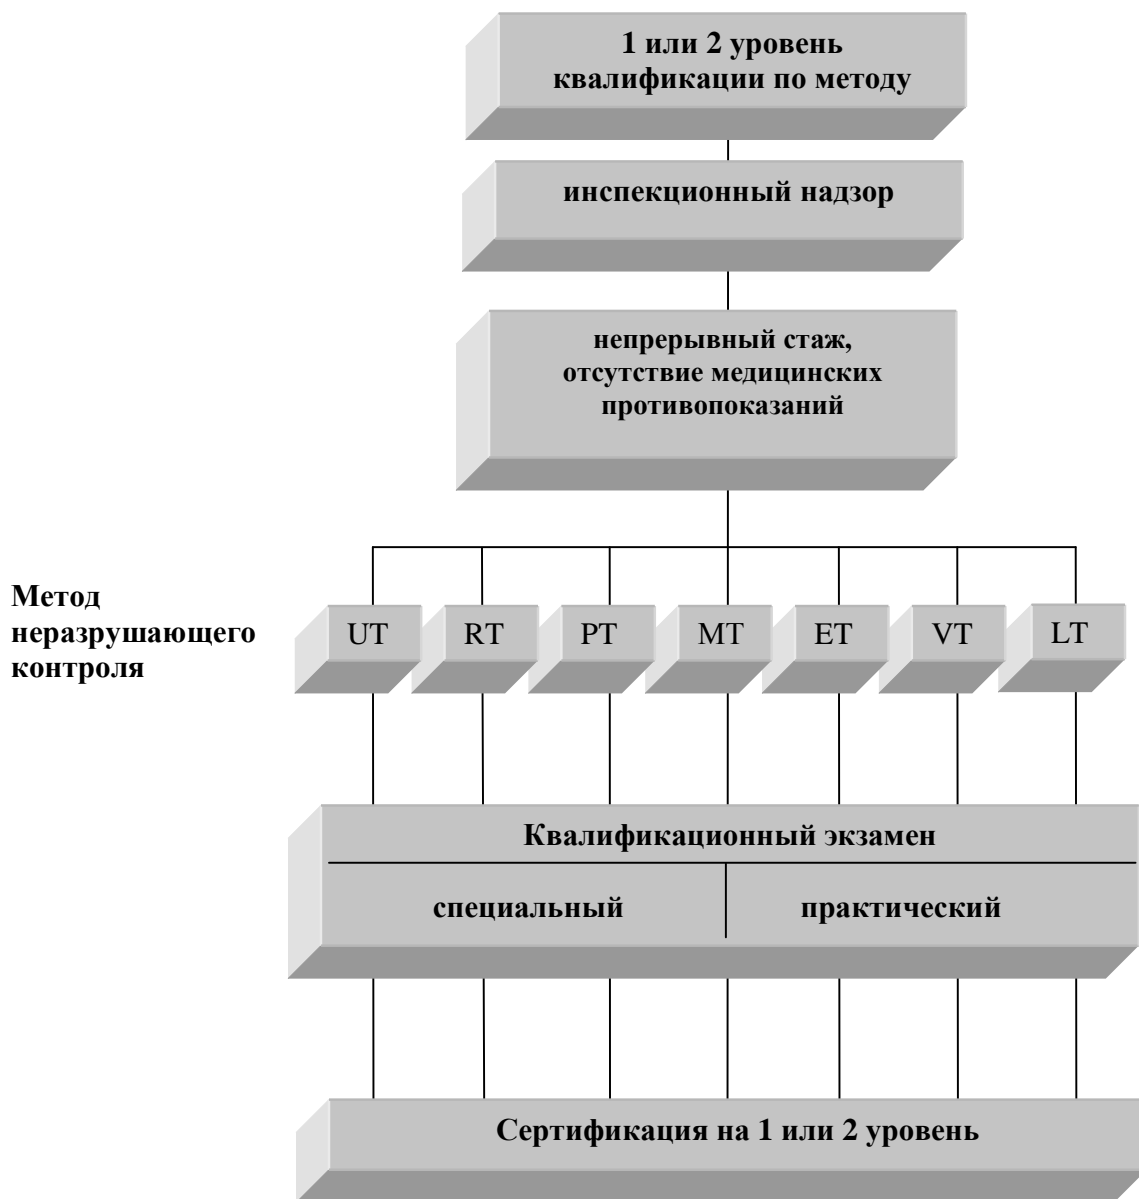 1 или 2 уровень
квалификации по методу
инспекционный надзор
непрерывный стаж,
отсутствие медицинских
противопоказаний
Метод
неразрушающего
контроля
UT RT PT MT ET VT LT
Квалификационный экзамен
специальный практический
Сертификация на 1 или 2 уровень